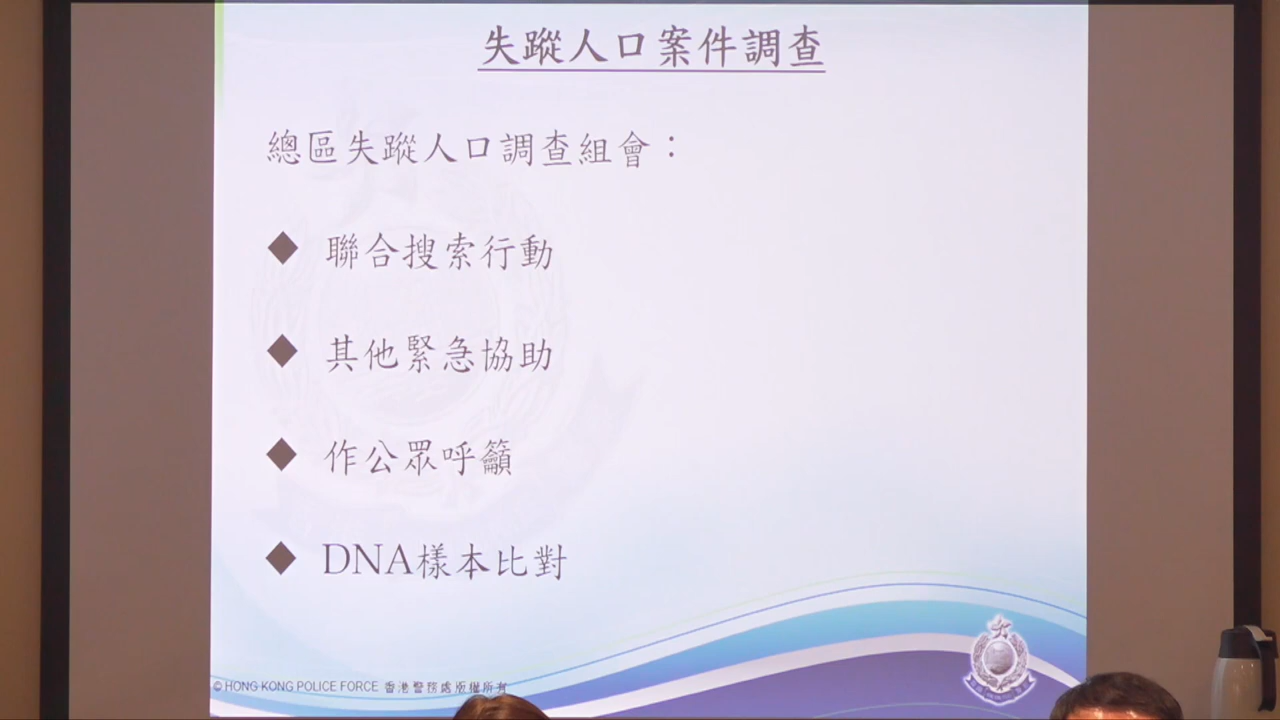 失蹤人口案件調查
總區失蹤人口調查組會：
◆ 聯合搜索行動
◆ 其他緊急協助
◆ 作公眾呼籲
◆ DNA樣本比對
© HONG KONG POLICE FORCE 香港警務處版權所有